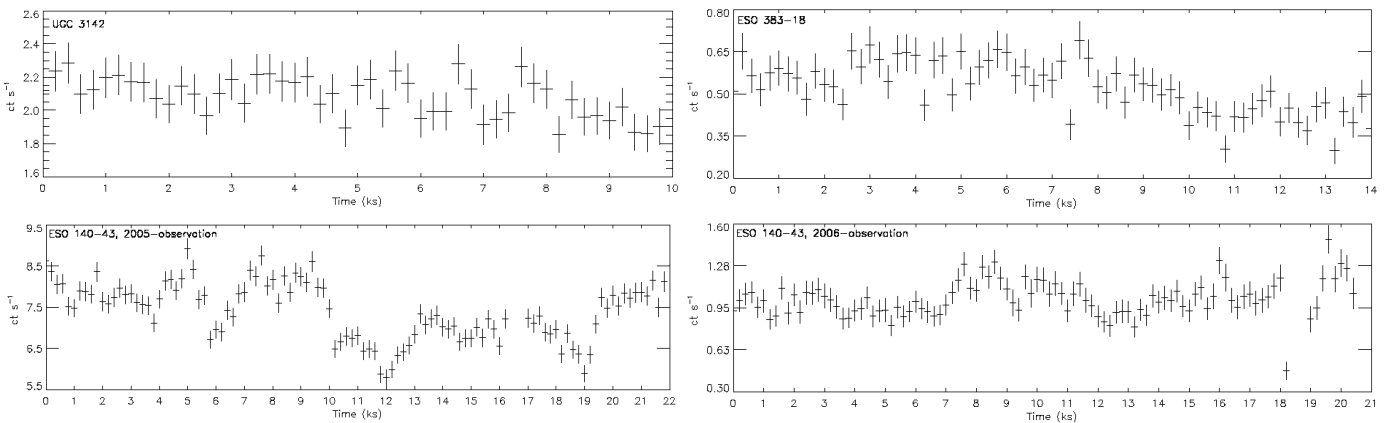 UGC 3142
2.6
2.4
2.2
2.0
1.8
1.6
ct s⁻¹
0 1 2 3 4 5 6 7 8 9 10
Time (ks)
ESO 383-18
0.80
0.65
0.50
0.35
0.20
ct s⁻¹
0 1 2 3 4 5 6 7 8 9 10 11 12 13 14
Time (ks)
ESO 140-43, 2005-observation
9.5
8.5
7.5
6.5
5.5
ct s⁻¹
0 1 2 3 4 5 6 7 8 9 10 11 12 13 14 15 16 17 18 19 20 21 22
Time (ks)
ESO 140-43, 2006-observation
1.60
1.28
0.95
0.63
0.30
ct s⁻¹
0 1 2 3 4 5 6 7 8 9 10 11 12 13 14 15 16 17 18 19 20 21
Time (ks)